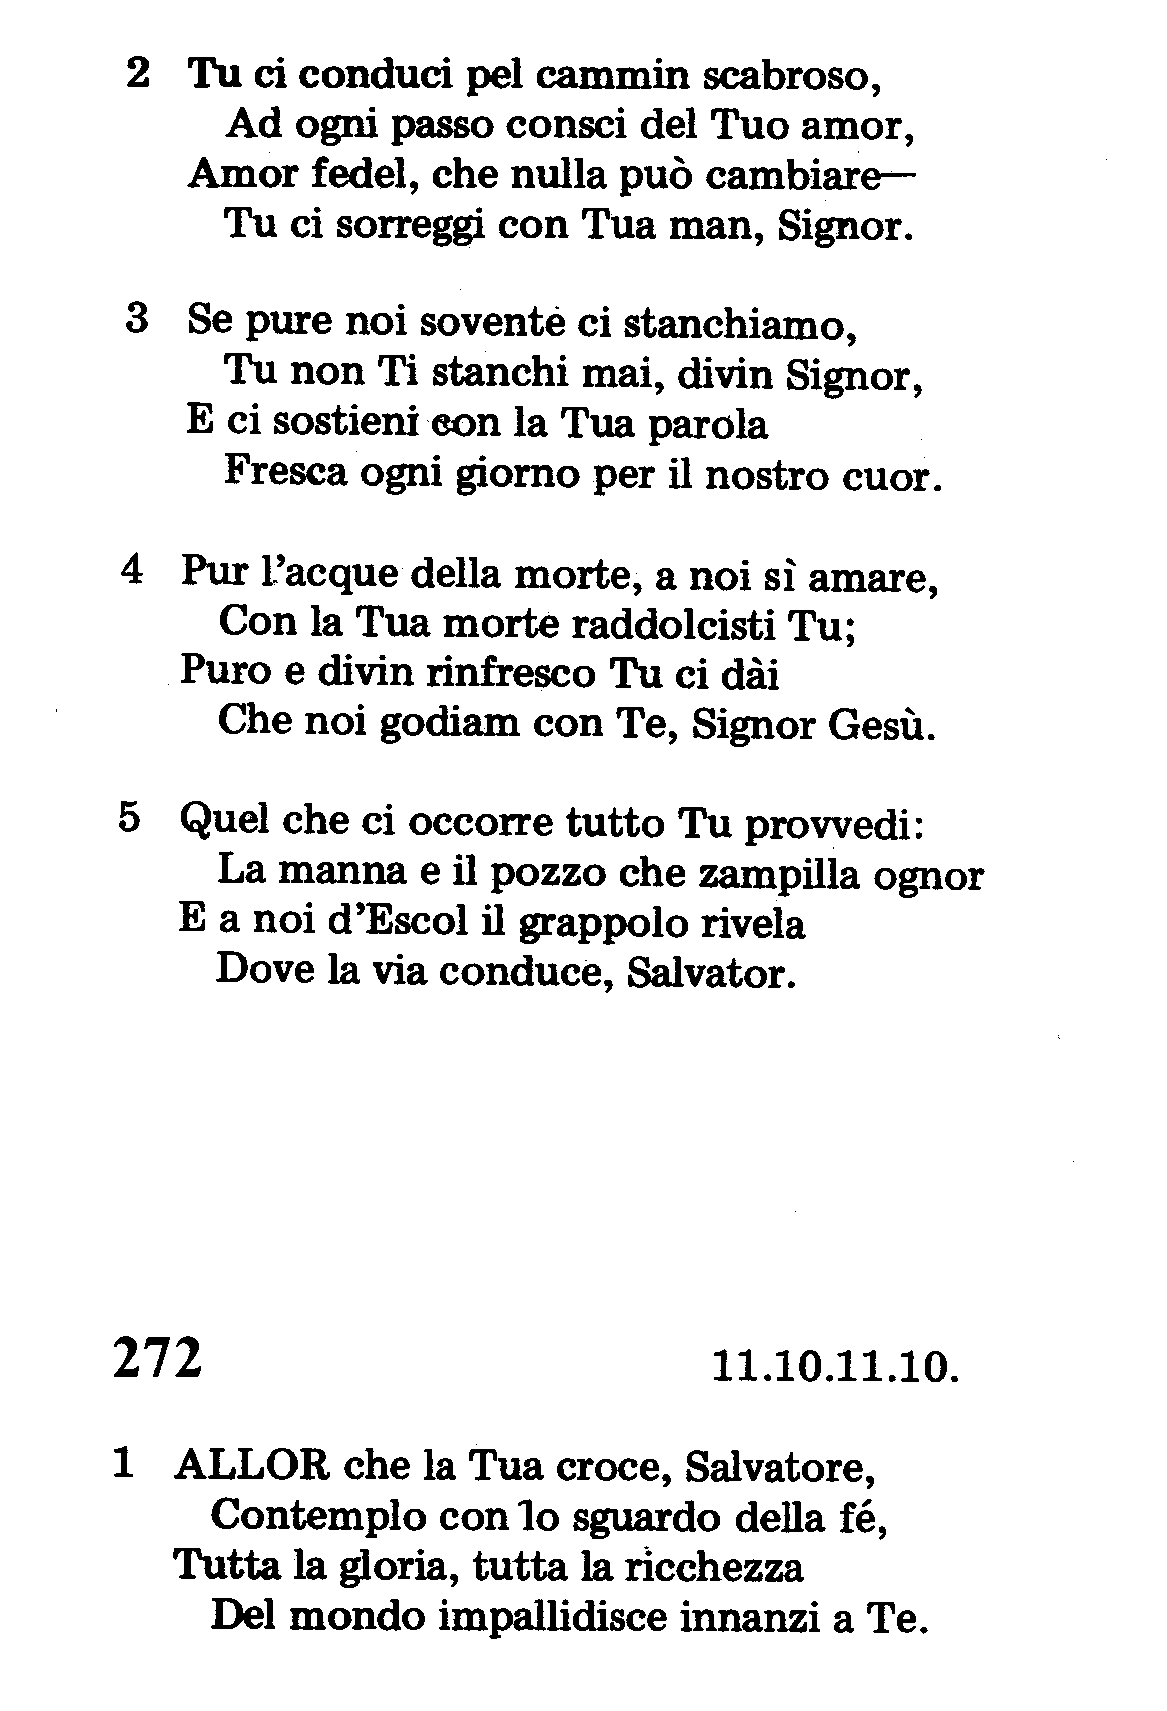 2 Tu ci conduci pel cammin scabroso,
Ad ogni passo consci del Tuo amor,
Amor fedel, che nulla può cambiare—
Tu ci sorreggi con Tua man, Signor.
3 Se pure noi sovente ci stanchiamo,
Tu non Ti stanchi mai, divin Signor,
E ci sostieni con la Tua parola
Fresca ogni giorno per il nostro cuor.
4 Pur l'acque della morte, a noi sì amare,
Con la Tua morte raddolcisti Tu;
Puro e divin rinfresco Tu ci dài
Che noi godiam con Te, Signor Gesù.
5 Quel che ci occorre tutto Tu provvedi:
La manna e il pozzo che zampilla ognor
E a noi d'Escol il grappolo rivela
Dove la via conduce, Salvator.
272 11.10.11.10.
1 ALLOR che la Tua croce, Salvatore,
Contemplo con lo sguardo della fé,
Tutta la gloria, tutta la ricchezza
Del mondo impallidisce innanzi a Te.